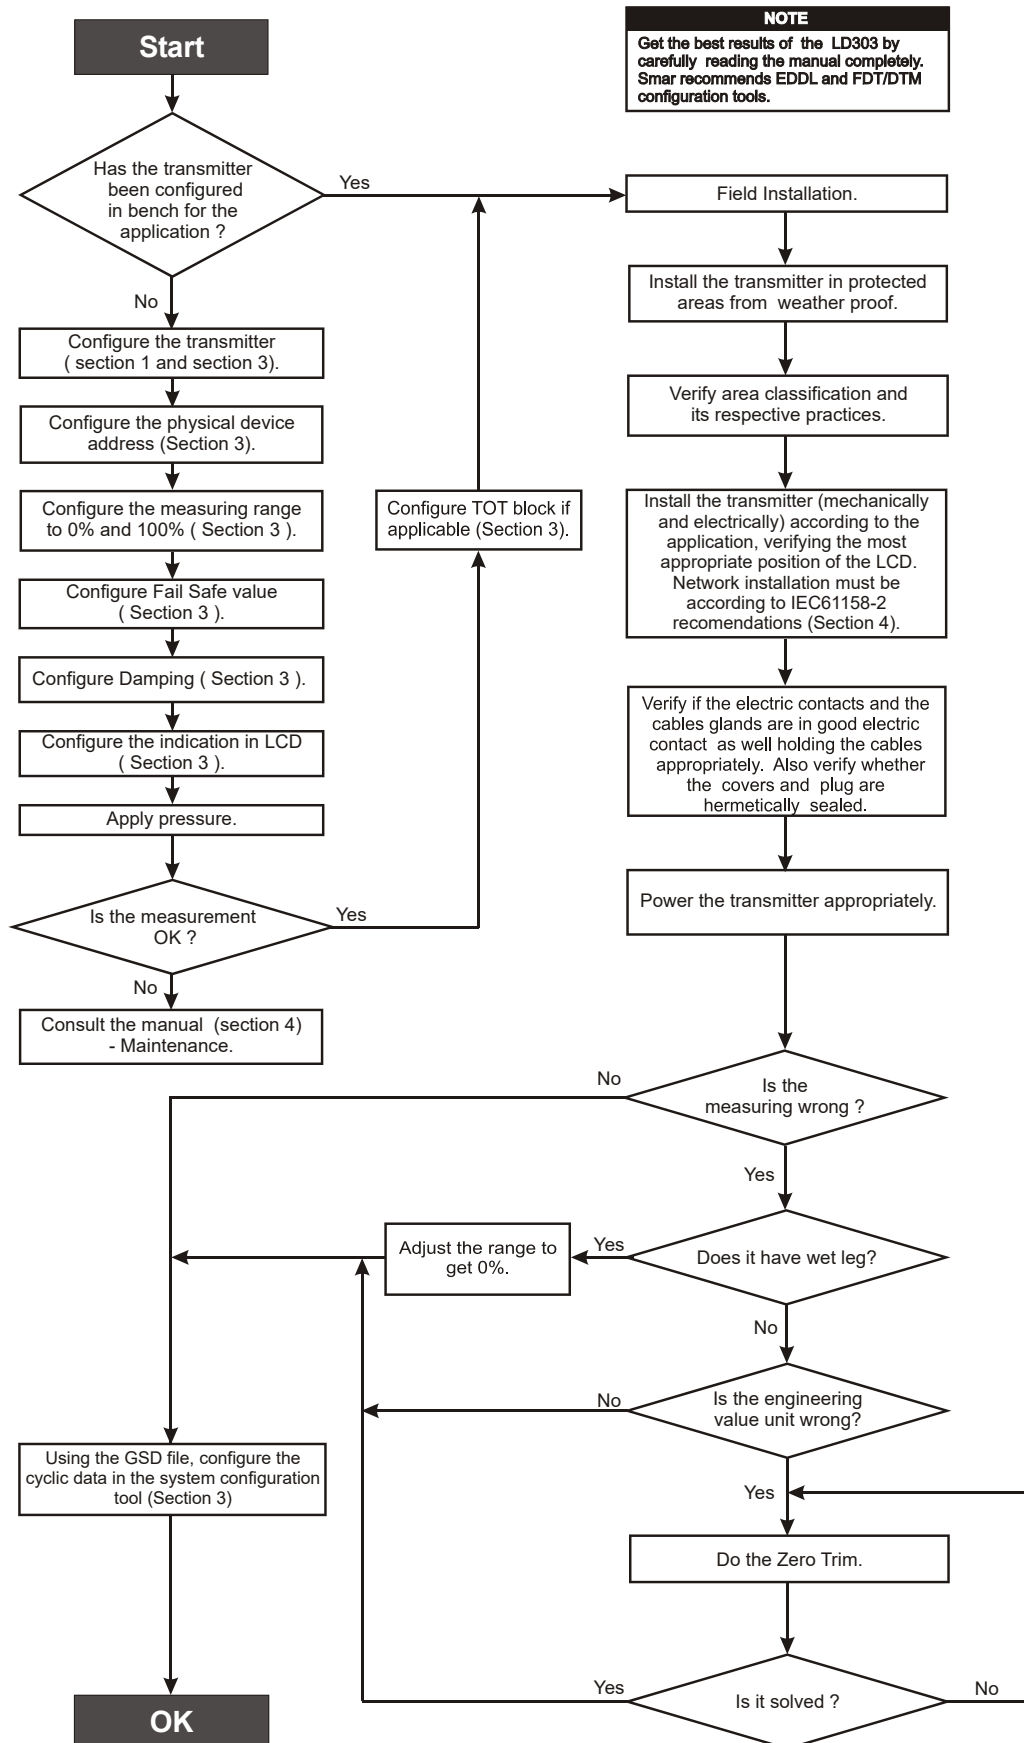 Start
NOTE
Get the best results of the LD303 by
carefully reading the manual completely.
Smar recommends EDDL and FDT/DTM
configuration tools.
Has the transmitter
been configured
in bench for the
application ?
Yes
No
Configure the transmitter
( section 1 and section 3).
Configure the physical device
address (Section 3).
Configure the measuring range
to 0% and 100% ( Section 3 ).
Configure Fail Safe value
( Section 3 ).
Configure Damping ( Section 3 ).
Configure the indication in LCD
( Section 3 ).
Apply pressure.
Is the measurement
OK ?
Yes
No
Consult the manual (section 4)
- Maintenance.
Configure TOT block if
applicable (Section 3).
Field Installation.
Install the transmitter in protected
areas from weather proof.
Verify area classification and
its respective practices.
Install the transmitter (mechanically
and electrically) according to the
application, verifying the most
appropriate position of the LCD.
Network installation must be
according to IEC61158-2
recomendations (Section 4).
Verify if the electric contacts and the
cables glands are in good electric
contact as well holding the cables
appropriately. Also verify whether
the covers and plug are
hermetically sealed.
Power the transmitter appropriately.
Is the
measuring wrong ?
No
Yes
Does it have wet leg?
Yes
Adjust the range to
get 0%.
No
Is the engineering
value unit wrong?
No
Yes
Using the GSD file, configure the
cyclic data in the system configuration
tool (Section 3)
Do the Zero Trim.
Is it solved ?
Yes
No
OK